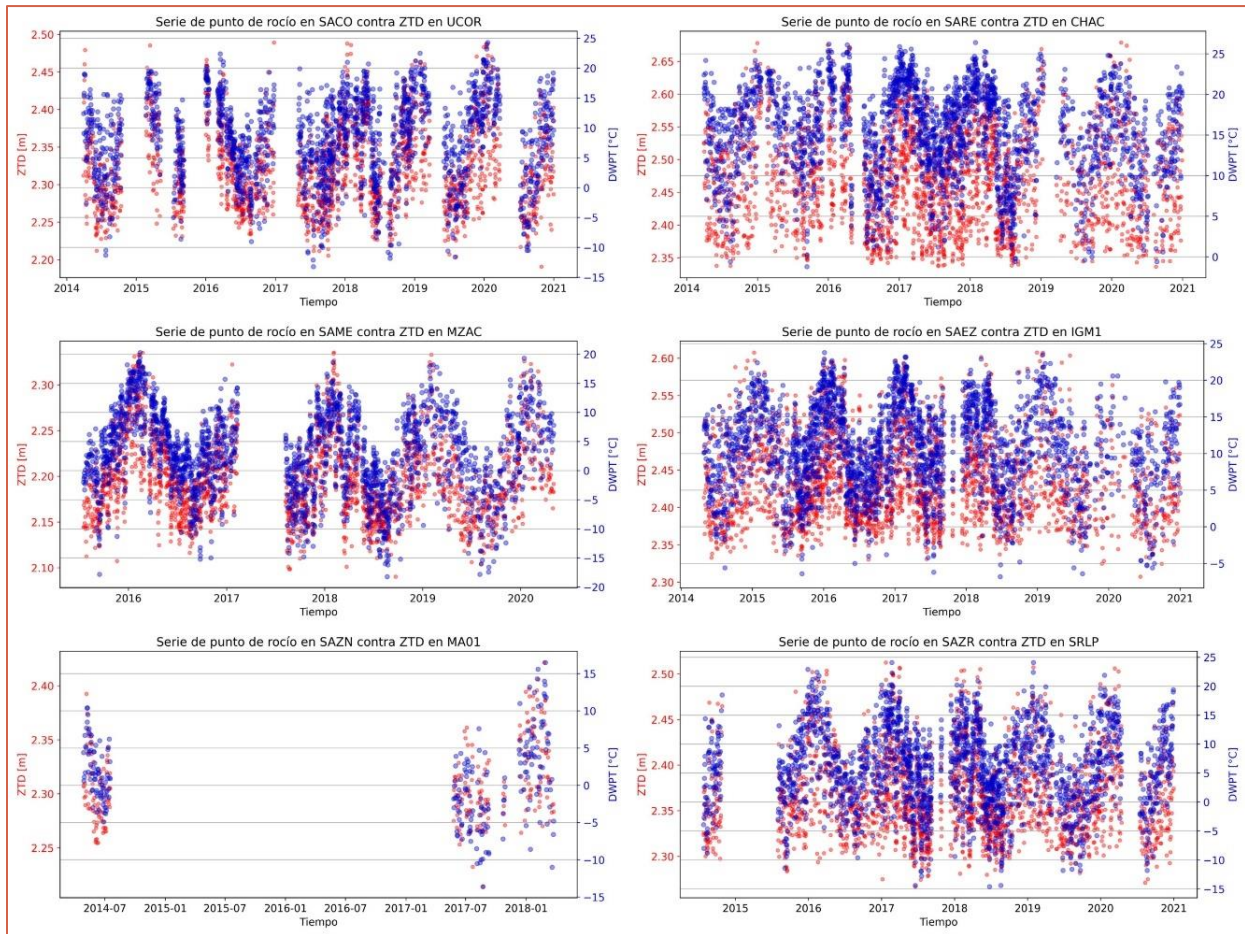 Serie de punto de rocío en SACO contra ZTD en UCOR
2.50
2.45
2.40
2.35
2.30
2.25
2.20
ZTD [m]
25
20
15
10
5
0
−5
−10
−15
DWPT [°C]
2014 2015 2016 2017 2018 2019 2020 2021
Tiempo
Serie de punto de rocío en SARE contra ZTD en CHAC
2.65
2.60
2.55
2.50
2.45
2.40
2.35
ZTD [m]
25
20
15
10
5
0
DWPT [°C]
2014 2015 2016 2017 2018 2019 2020 2021
Tiempo
Serie de punto de rocío en SAME contra ZTD en MZAC
2.30
2.25
2.20
2.15
2.10
ZTD [m]
20
15
10
5
0
−5
−10
−15
−20
DWPT [°C]
2016 2017 2018 2019 2020
Tiempo
Serie de punto de rocío en SAEZ contra ZTD en IGM1
2.60
2.55
2.50
2.45
2.40
2.35
2.30
ZTD [m]
25
20
15
10
5
0
−5
DWPT [°C]
2014 2015 2016 2017 2018 2019 2020 2021
Tiempo
Serie de punto de rocío en SAZN contra ZTD en MA01
2.40
2.35
2.30
2.25
ZTD [m]
15
10
5
0
−5
−10
−15
DWPT [°C]
2014-07 2015-01 2015-07 2016-01 2016-07 2017-01 2017-07 2018-01
Tiempo
Serie de punto de rocío en SAZR contra ZTD en SRLP
2.50
2.45
2.40
2.35
2.30
ZTD [m]
25
20
15
10
5
0
−5
−10
−15
DWPT [°C]
2015 2016 2017 2018 2019 2020 2021
Tiempo